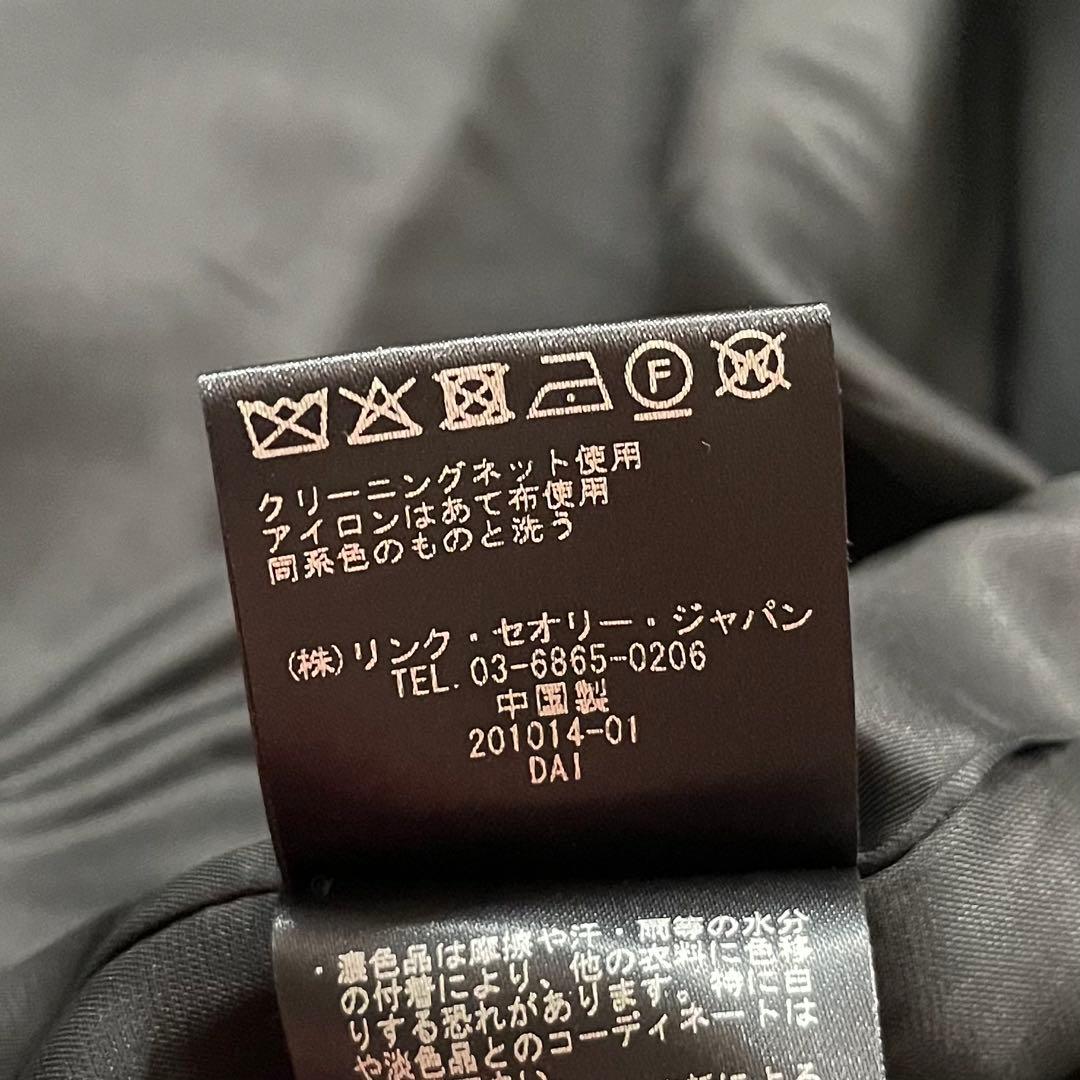 F
W
クリーニングネット使用
アイロンはあて布使用
同系色のものと洗う
(株)リンク・セオリー・ジャパン
TEL. 03-6865-0206
中国製
201014-01
DAI
・濃色品は摩擦や汗・雨等の水分
の付着により、他の衣料に色移
りする恐れがあります。特に白
や淡色品とのコーディネートは